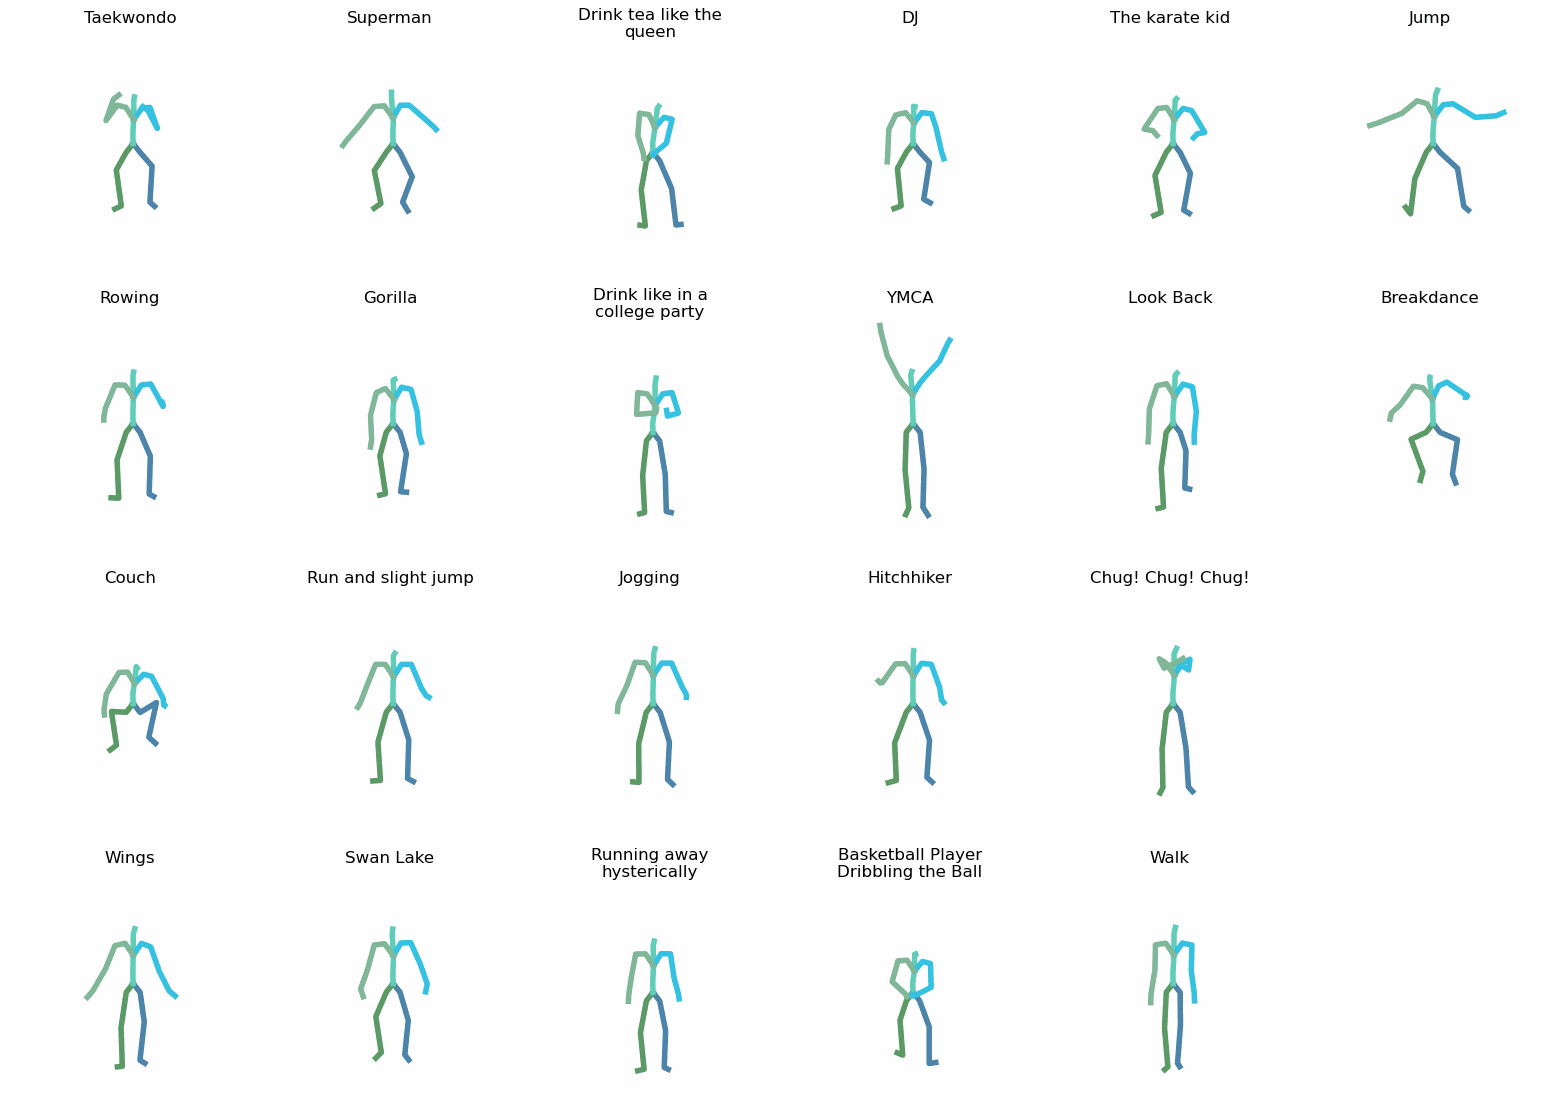 Taekwondo
Superman
Drink tea like the
queen
DJ
The karate kid
Jump
Rowing
Gorilla
Drink like in a
college party
YMCA
Look Back
Breakdance
Couch
Run and slight jump
Jogging
Hitchhiker
Chug! Chug! Chug!
Wings
Swan Lake
Running away
hysterically
Basketball Player
Dribbling the Ball
Walk